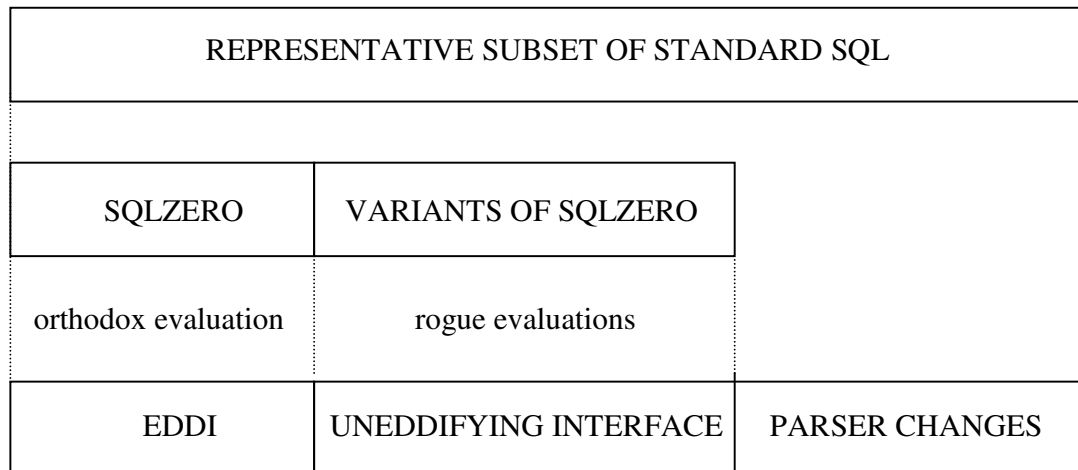 REPRESENTATIVE SUBSET OF STANDARD SQL
SQLZERO
VARIANTS OF SQLZERO
orthodox evaluation
rogue evaluations
EDDI
UNEDDIFYING INTERFACE
PARSER CHANGES